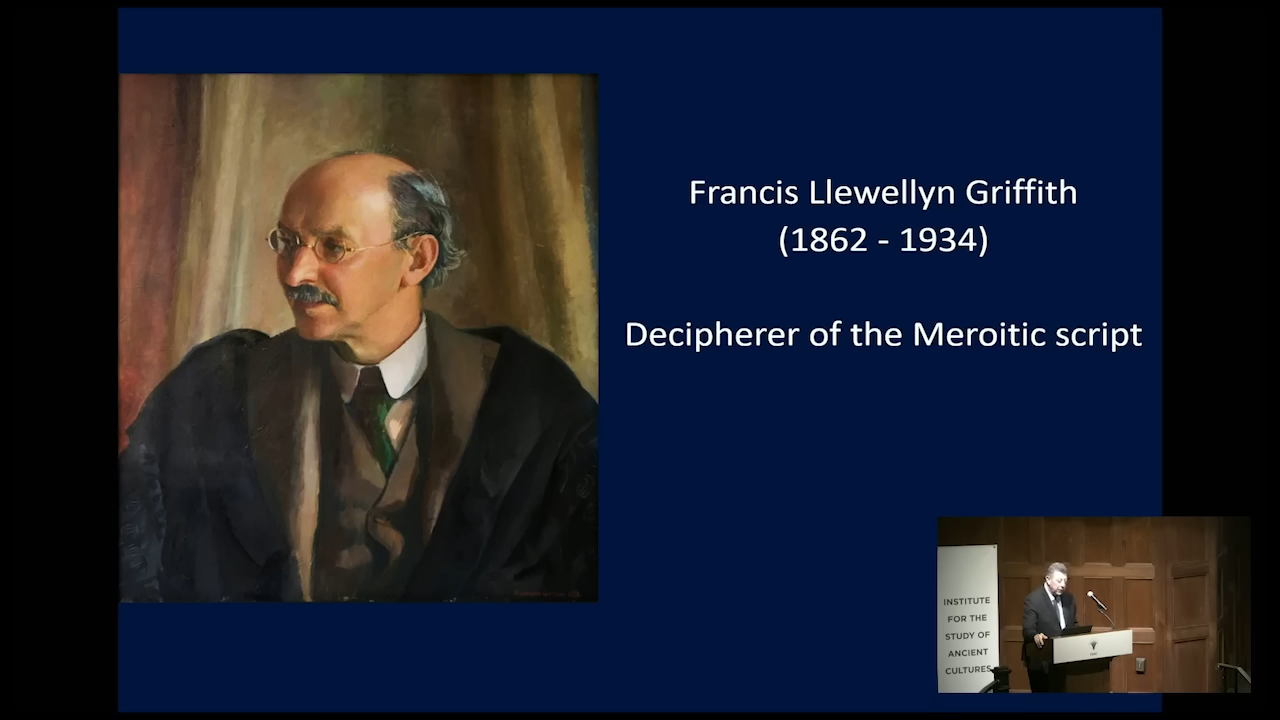 Francis Llewellyn Griffith
(1862 - 1934)
Decipherer of the Meroitic script
INSTITUTE
FOR THE
STUDY OF
ANCIENT
CULTURES